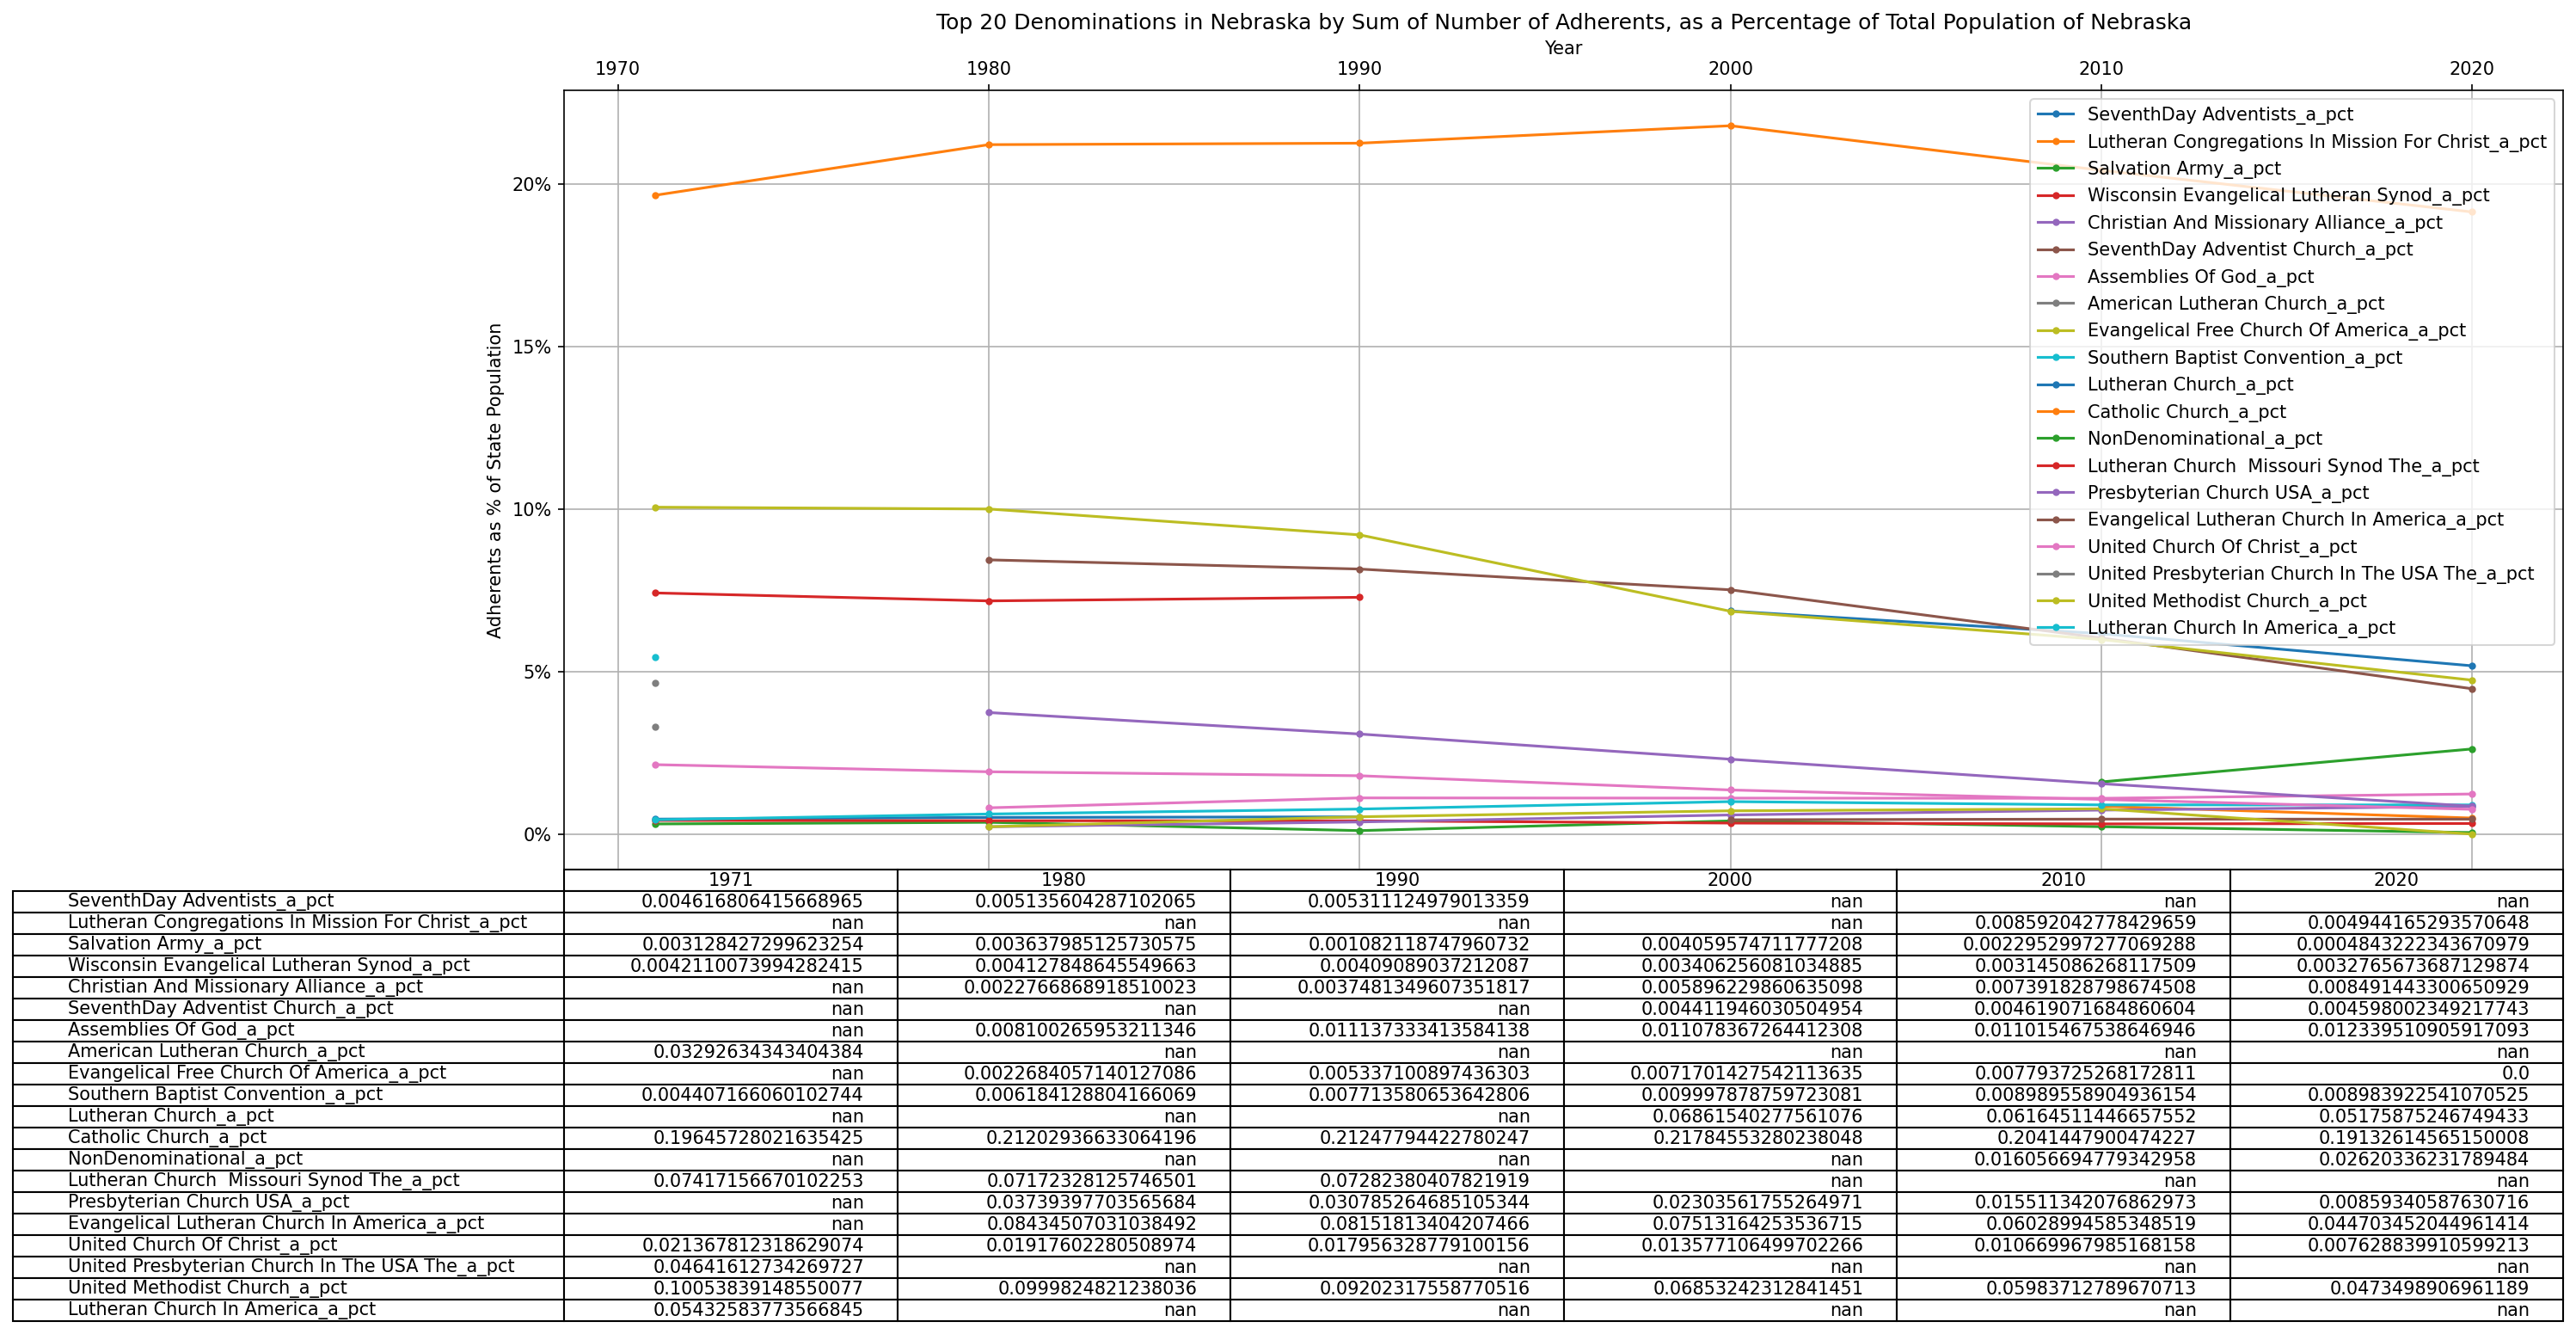 Top 20 Denominations in Nebraska by Sum of Number of Adherents, as a Percentage of Total Population of Nebraska
Year
1970 1980 1990 2000 2010 2020
Adherents as % of State Population
20%
15%
10%
5%
0%
SeventhDay Adventists_a_pct
Lutheran Congregations In Mission For Christ_a_pct
Salvation Army_a_pct
Wisconsin Evangelical Lutheran Synod_a_pct
Christian And Missionary Alliance_a_pct
SeventhDay Adventist Church_a_pct
Assemblies Of God_a_pct
American Lutheran Church_a_pct
Evangelical Free Church Of America_a_pct
Southern Baptist Convention_a_pct
Lutheran Church_a_pct
Catholic Church_a_pct
NonDenominational_a_pct
Lutheran Church  Missouri Synod The_a_pct
Presbyterian Church USA_a_pct
Evangelical Lutheran Church In America_a_pct
United Church Of Christ_a_pct
United Presbyterian Church In The USA The_a_pct
United Methodist Church_a_pct
Lutheran Church In America_a_pct
1971 1980 1990 2000 2010 2020
SeventhDay Adventists_a_pct 0.004616806415668965 0.005135604287102065 0.005311124979013359 nan nan nan
Lutheran Congregations In Mission For Christ_a_pct nan nan nan nan 0.008592042778429659 0.004944165293570648
Salvation Army_a_pct 0.003128427299623254 0.003637985125730575 0.001082118747960732 0.004059574711777208 0.0022952997277069288 0.0004843222343670979
Wisconsin Evangelical Lutheran Synod_a_pct 0.0042110073994282415 0.004127848645549663 0.00409089037212087 0.003406256081034885 0.003145086268117509 0.0032765673687129874
Christian And Missionary Alliance_a_pct nan 0.0022766868918510023 0.0037481349607351817 0.005896229860635098 0.007391828798674508 0.008491443300650929
SeventhDay Adventist Church_a_pct nan nan nan 0.004411946030504954 0.004619071684860604 0.004598002349217743
Assemblies Of God_a_pct nan 0.008100265953211346 0.011137333413584138 0.011078367264412308 0.011015467538646946 0.012339510905917093
American Lutheran Church_a_pct 0.03292634343404384 nan nan nan nan nan
Evangelical Free Church Of America_a_pct nan 0.0022684057140127086 0.005337100897436303 0.0071701427542113635 0.007793725268172811 0.0
Southern Baptist Convention_a_pct 0.004407166060102744 0.006184128804166069 0.007713580653642806 0.009997878759723081 0.008989558904936154 0.008983922541070525
Lutheran Church_a_pct nan nan nan 0.06861540277561076 0.06164511446657552 0.05175875246749433
Catholic Church_a_pct 0.19645728021635425 0.21202936633064196 0.21247794422780247 0.21784553280238048 0.2041447900474227 0.19132614565150008
NonDenominational_a_pct nan nan nan nan 0.016056694779342958 0.02620336231789484
Lutheran Church  Missouri Synod The_a_pct 0.07417156670102253 0.07172328125746501 0.07282380407821919 nan nan nan
Presbyterian Church USA_a_pct nan 0.03739397703565684 0.030785264685105344 0.02303561755264971 0.015511342076862973 0.008593405876​30716
Evangelical Lutheran Church In America_a_pct nan 0.08434507031038492 0.08151813404207466 0.07513164253536715 0.06028994585348519 0.044703452044961414
United Church Of Christ_a_pct 0.021367812318629074 0.01917602280508974 0.017956328779100156 0.013577106499702266 0.010669967985168158 0.007628839910599213
United Presbyterian Church In The USA The_a_pct 0.04641612734269727 nan nan nan nan nan
United Methodist Church_a_pct 0.10053839148550077 0.0999824821238036 0.09202317558770516 0.06853242312841451 0.05983712789670713 0.0473498906961189
Lutheran Church In America_a_pct 0.05432583773566845 nan nan nan nan nan